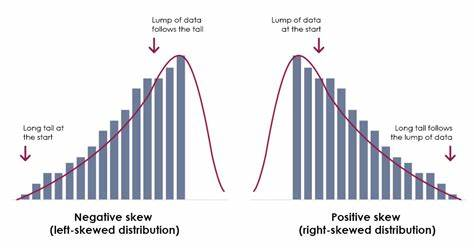 Lump of data
follows the tail
Long tail at
the start
Negative skew
(left-skewed distribution)
Lump of data
at the start
Long tail follows
the lump of data
Positive skew
(right-skewed distribution)